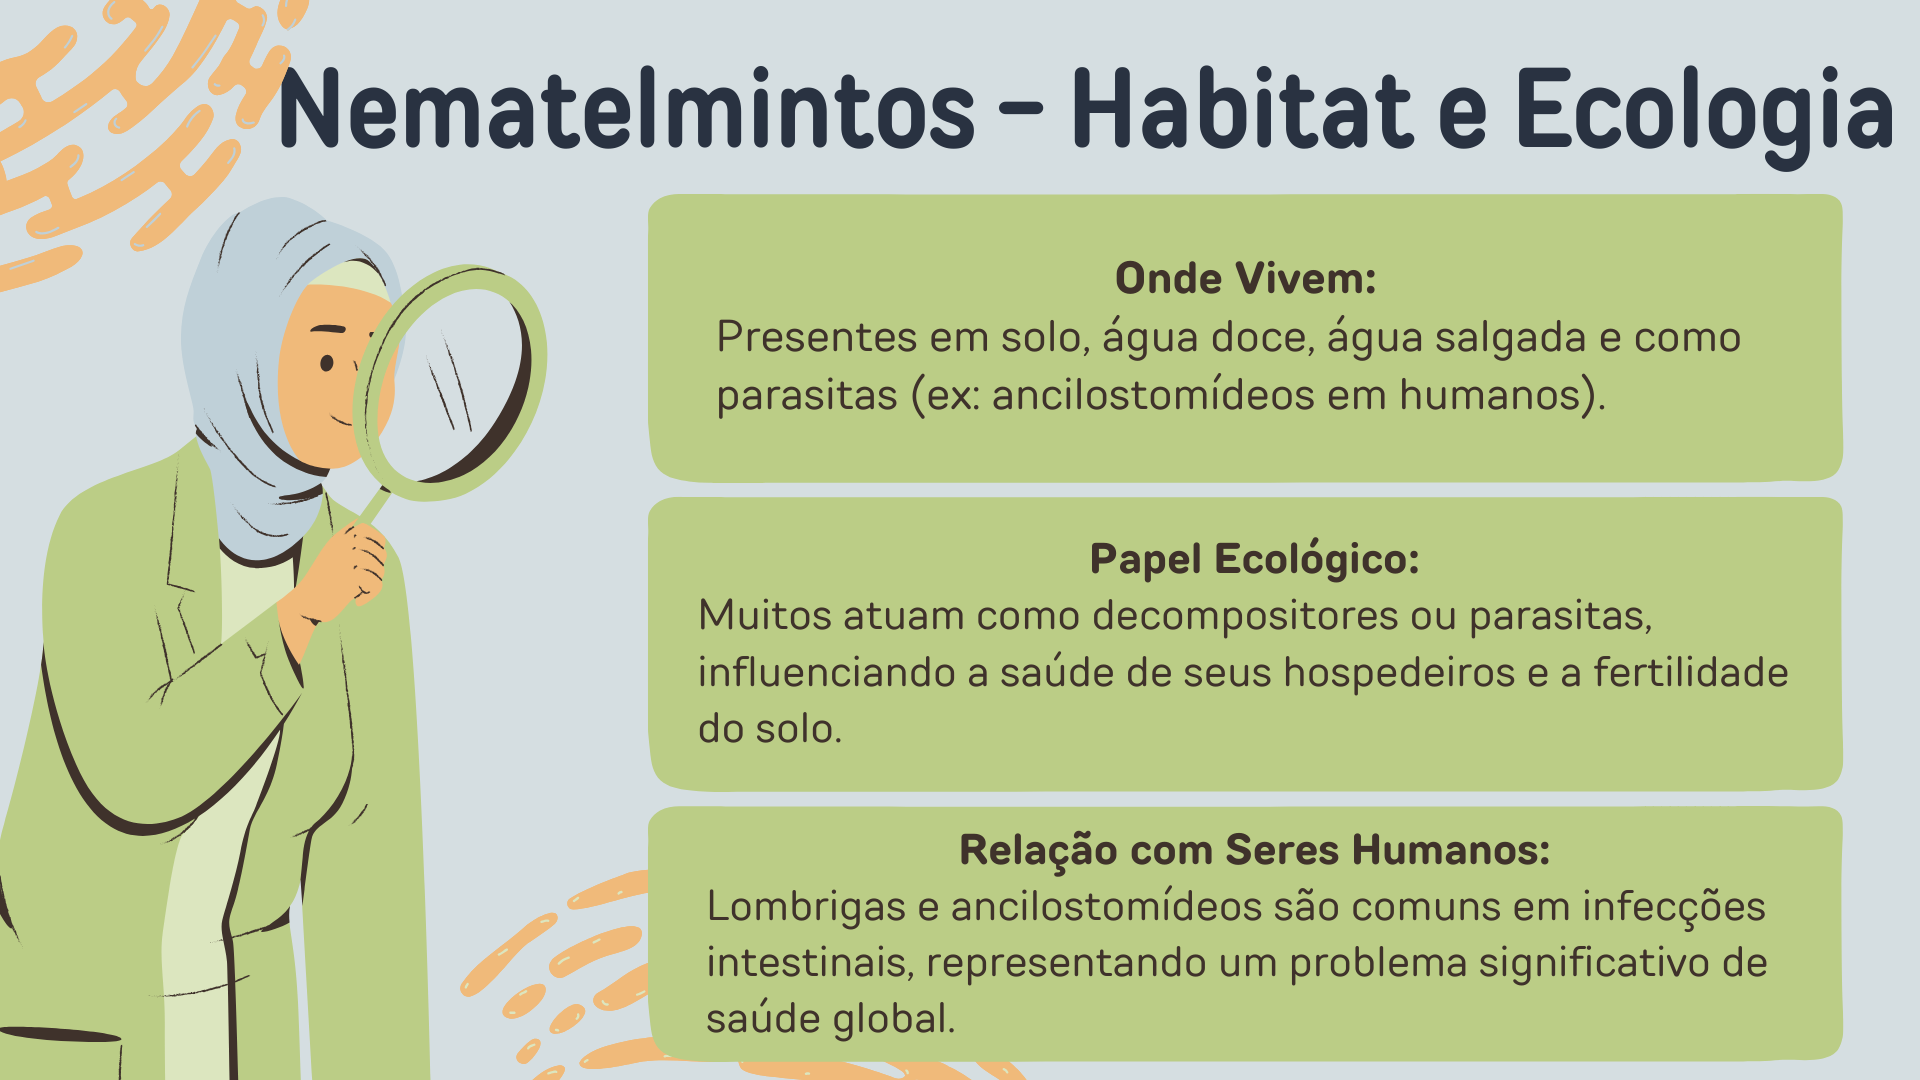 Nematelmintos – Habitat e Ecologia
Onde Vivem:
Presentes em solo, água doce, água salgada e como
parasitas (ex: ancilostomídeos em humanos).
Papel Ecológico:
Muitos atuam como decompositores ou parasitas,
influenciando a saúde de seus hospedeiros e a fertilidade
do solo.
Relação com Seres Humanos:
Lombrigas e ancilostomídeos são comuns em infecções
intestinais, representando um problema significativo de
saúde global.